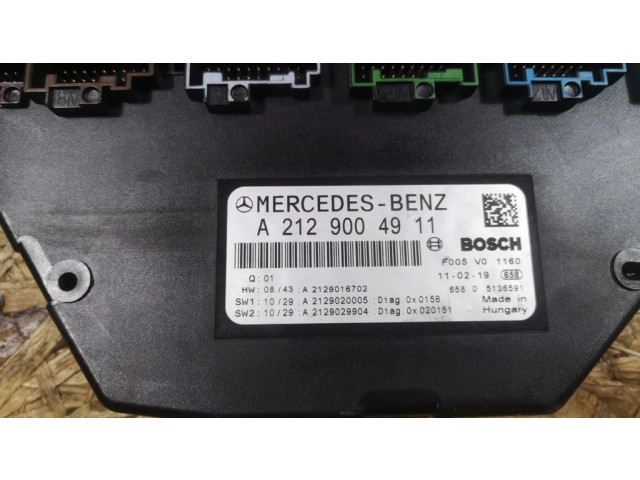 MERCEDES-BENZ
A 212 900 49 11
BOSCH
F005 V0 1160
Q:01
11-02-19 658
HW: 08/43: A 2129016702
658 D 5136591
SW1: 10/29: A 2129020005 :Diag.0x015B
Made in
SW2: 10/29: A 2129029904 :Diag.0x020151
Hungary